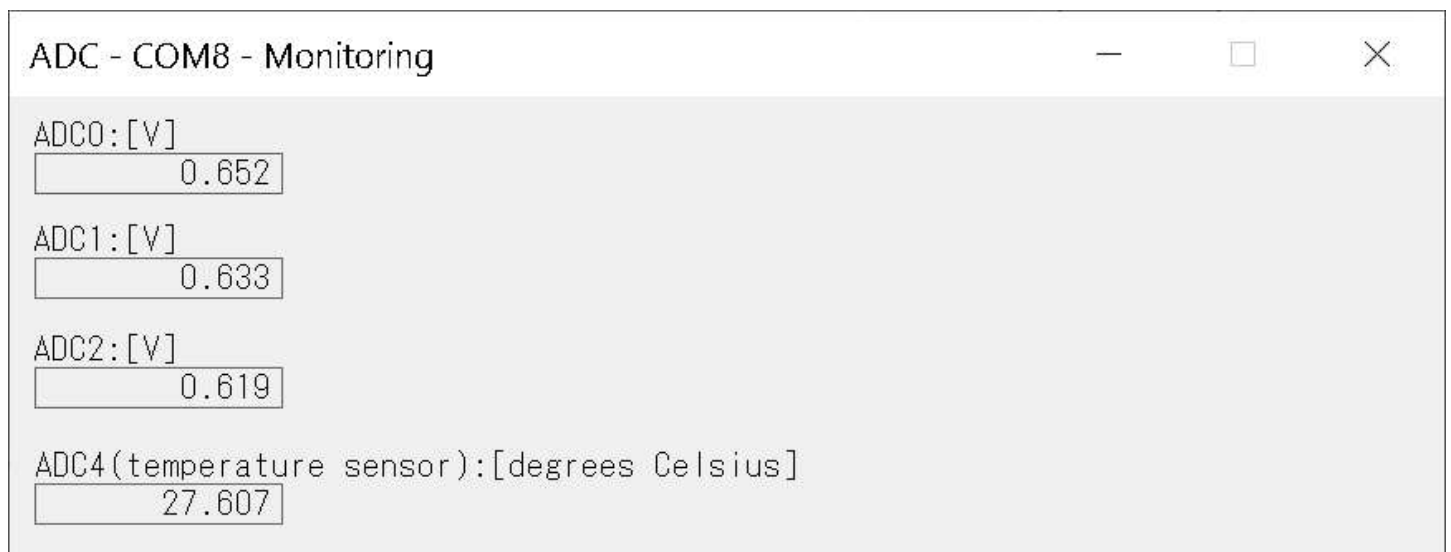 ADC - COM8 - Monitoring
ADC0:[V]
0.652
ADC1:[V]
0.633
ADC2:[V]
0.619
ADC4(temperature sensor):[degrees Celsius]
27.607